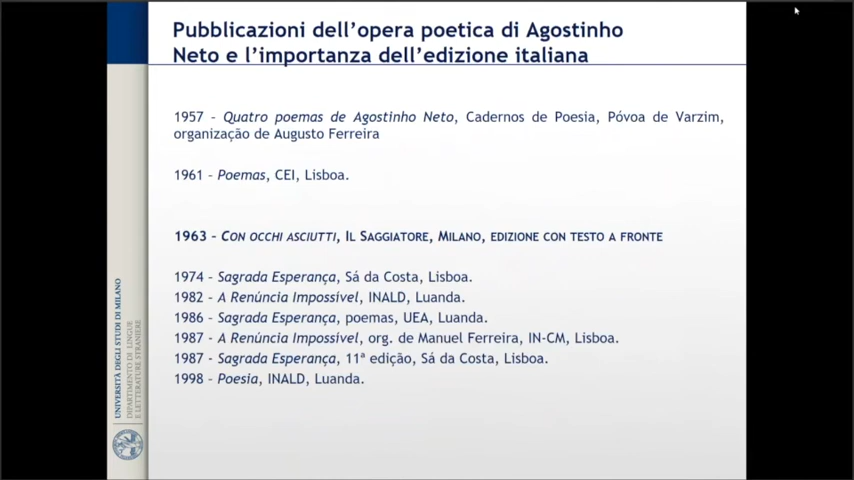 Pubblicazioni dell'opera poetica di Agostinho
Neto e l'importanza dell'edizione italiana
1957 – Quatro poemas de Agostinho Neto, Cadernos de Poesia, Póvoa de Varzim,
organização de Augusto Ferreira
1961 – Poemas, CEI, Lisboa.
1963 – CON OCCHI ASCIUTTI, IL SAGGIATORE, MILANO, EDIZIONE CON TESTO A FRONTE
1974 – Sagrada Esperança, Sá da Costa, Lisboa.
1982 – A Renúncia Impossível, INALD, Luanda.
1986 – Sagrada Esperança, poemas, UEA, Luanda.
1987 – A Renúncia Impossível, org. de Manuel Ferreira, IN-CM, Lisboa.
1987 - Sagrada Esperança, 11ª edição, Sá da Costa, Lisboa.
1998 – Poesia, INALD, Luanda.
UNIVERSITÀ DEGLI STUDI DI MILANO
DIPARTIMENTO DI LINGUE
E LETTERATURE STRANIERE